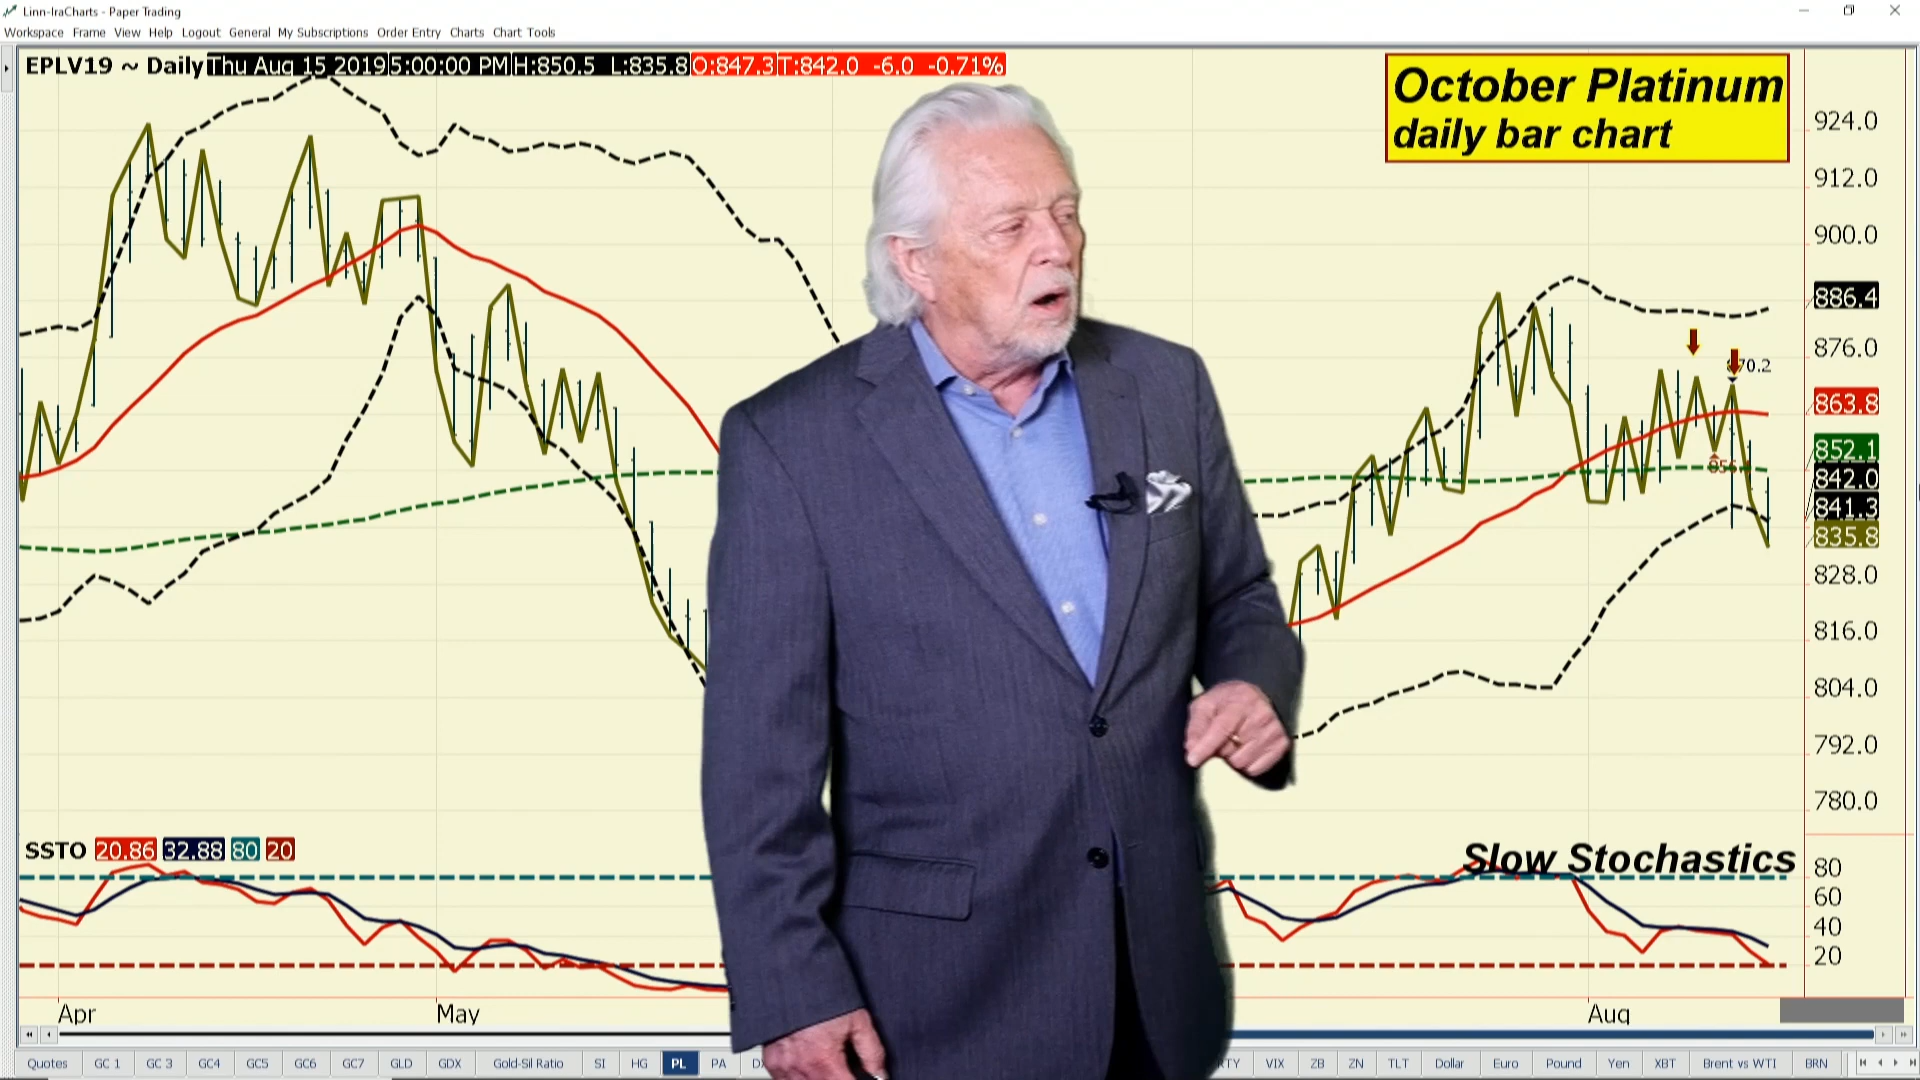 Linn-IraCharts - Paper Trading
Workspace Frame View Help Logout General My Subscriptions Order Entry Charts Chart Tools
EPLV19 ~ Daily Thu Aug 15 2019 5:00:00 PM H:850.5 L:835.8 O:847.3 T:842.0 -6.0 -0.71%
October Platinum
daily bar chart
924.0
912.0
900.0
886.4
876.0
70.2
863.8
852.1
842.0
841.3
835.8
828.0
816.0
804.0
792.0
780.0
SSTO 20.86 32.88 80 20
Slow Stochastics
80
60
40
20
Apr May Aug
Quotes GC 1 GC 3 GC4 GC5 GC6 GC7 GLD GDX Gold-Sil Ratio SI HG PL PA VIX ZB ZN TLT Dollar Euro Pound Yen XBT Brent vs WTI BRN